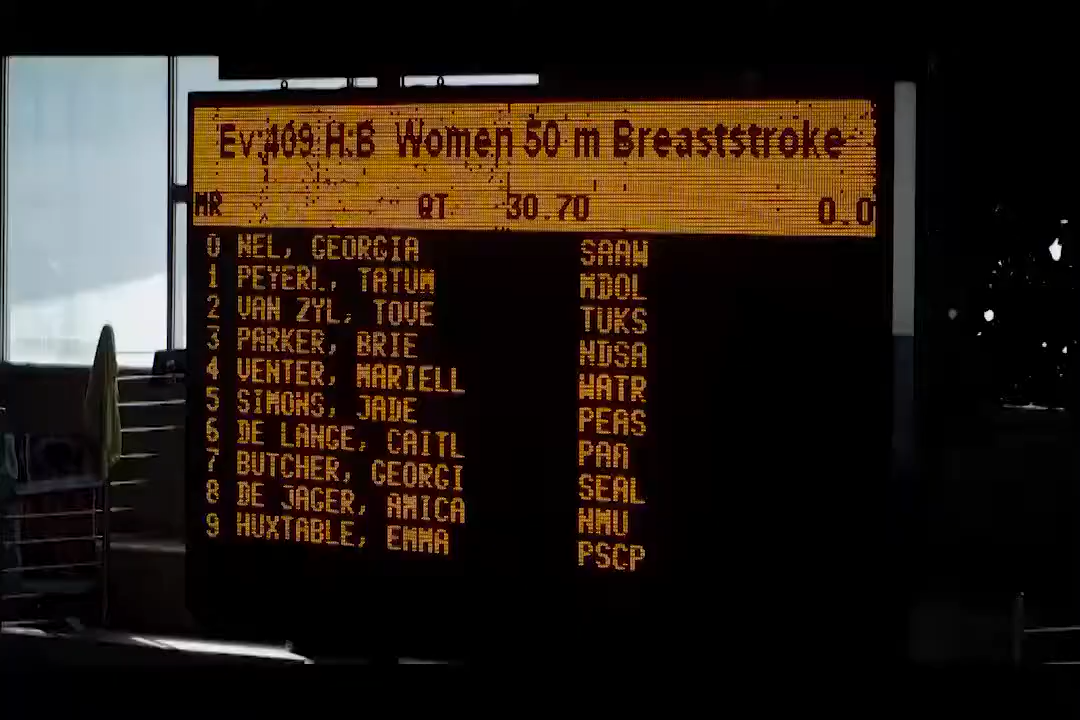 Ev:409 H:B Women 50 m Breaststroke
MR QT 30.70 0.0
0 NEL, GEORGIA SAAW
1 PEYERL, TATUM MDOL
2 VAN ZYL, TOVE TUKS
3 PARKER, BRIE NDSA
4 VENTER, MARIELL WATR
5 SIMONS, JADE PEAS
6 DE LANGE, CAITL PAA
7 BUTCHER, GEORGI SEAL
8 DE JAGER, AMICA NMU
9 HUXTABLE, EMMA PSCP